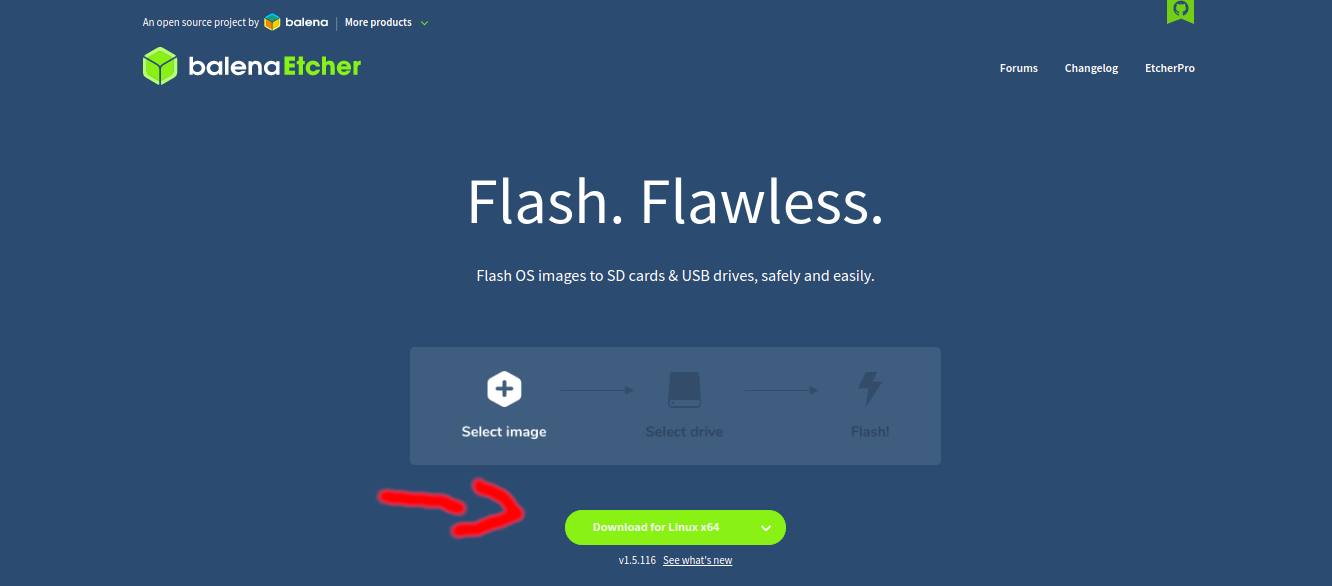 An open source project by balena | More products
balenaEtcher
Forums Changelog EtcherPro
Flash. Flawless.
Flash OS images to SD cards & USB drives, safely and easily.
Select image Select drive Flash!
Download for Linux x64
v1.5.116 See what's new